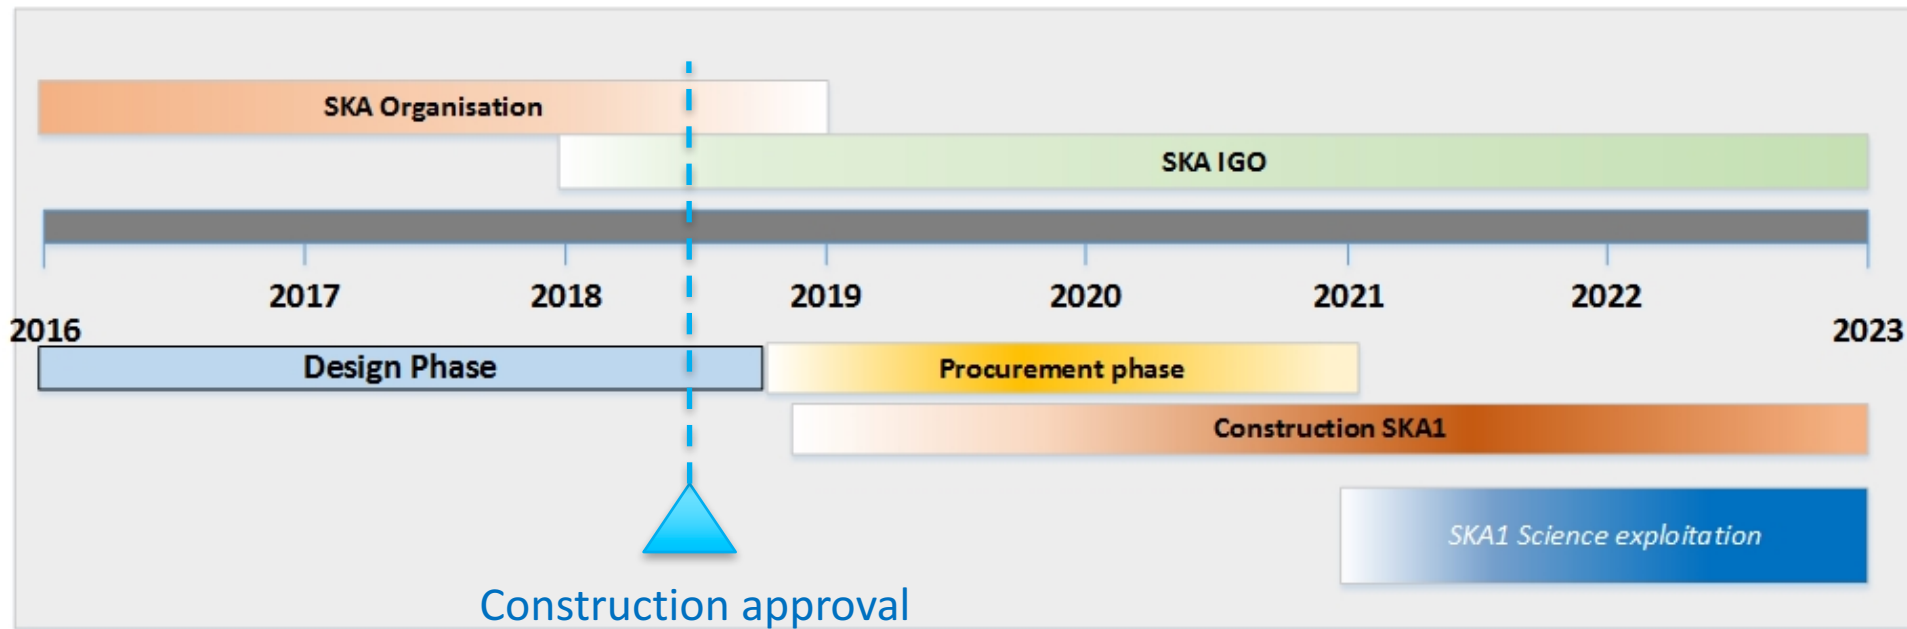 SKA Organisation
SKA IGO
2017 2018 2019 2020 2021 2022
2016 2023
Design Phase Procurement phase
Construction SKA1
SKA1 Science exploitation
Construction approval